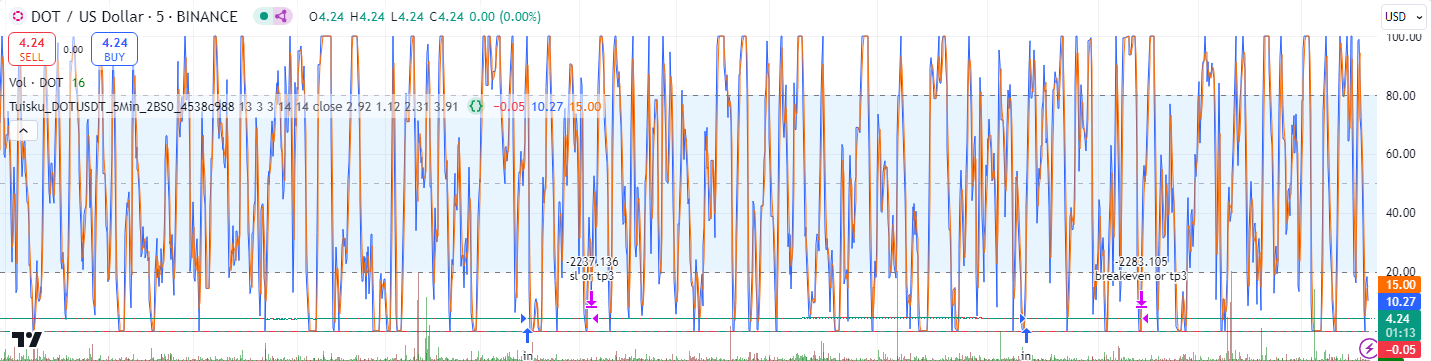 DOT / US Dollar · 5 · BINANCE O4.24 H4.24 L4.24 C4.24 0.00 (0.00%)
USD
4.24 SELL
0.00
4.24 BUY
Vol · DOT 16
Tuisku_DOTUSDT_5Min_2BS0_4538c988 13 3 3 14 14 close 2.92 1.12 2.31 3.91 −0.05 10.27 15.00
100.00
80.00
60.00
40.00
20.00
15.00
10.27
4.24
01:13
−0.05
-2237.136
sl or tp3
-2283.105
breakeven or tp3
in
in